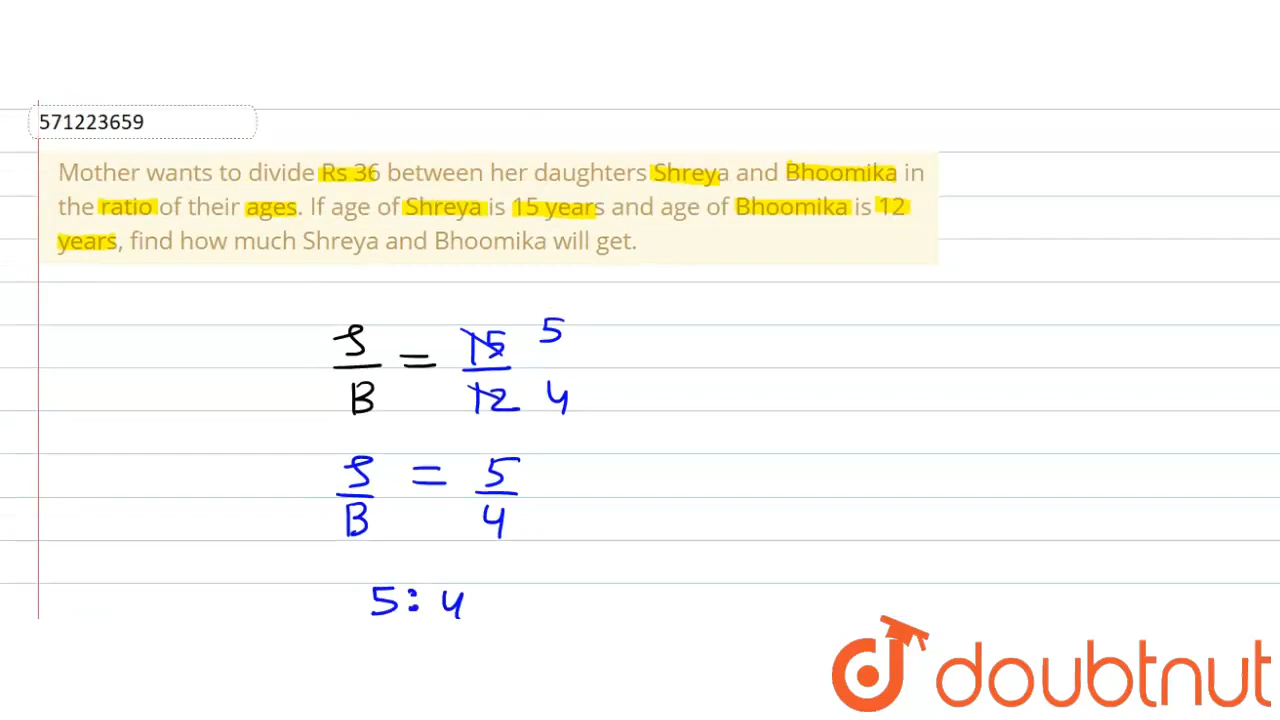 571223659
Mother wants to divide Rs 36 between her daughters Shreya and Bhoomika in
the ratio of their ages. If age of Shreya is 15 years and age of Bhoomika is 12
years, find how much Shreya and Bhoomika will get.
S/B = 15/12 5/4
S/B = 5/4
5:4
doubtnut